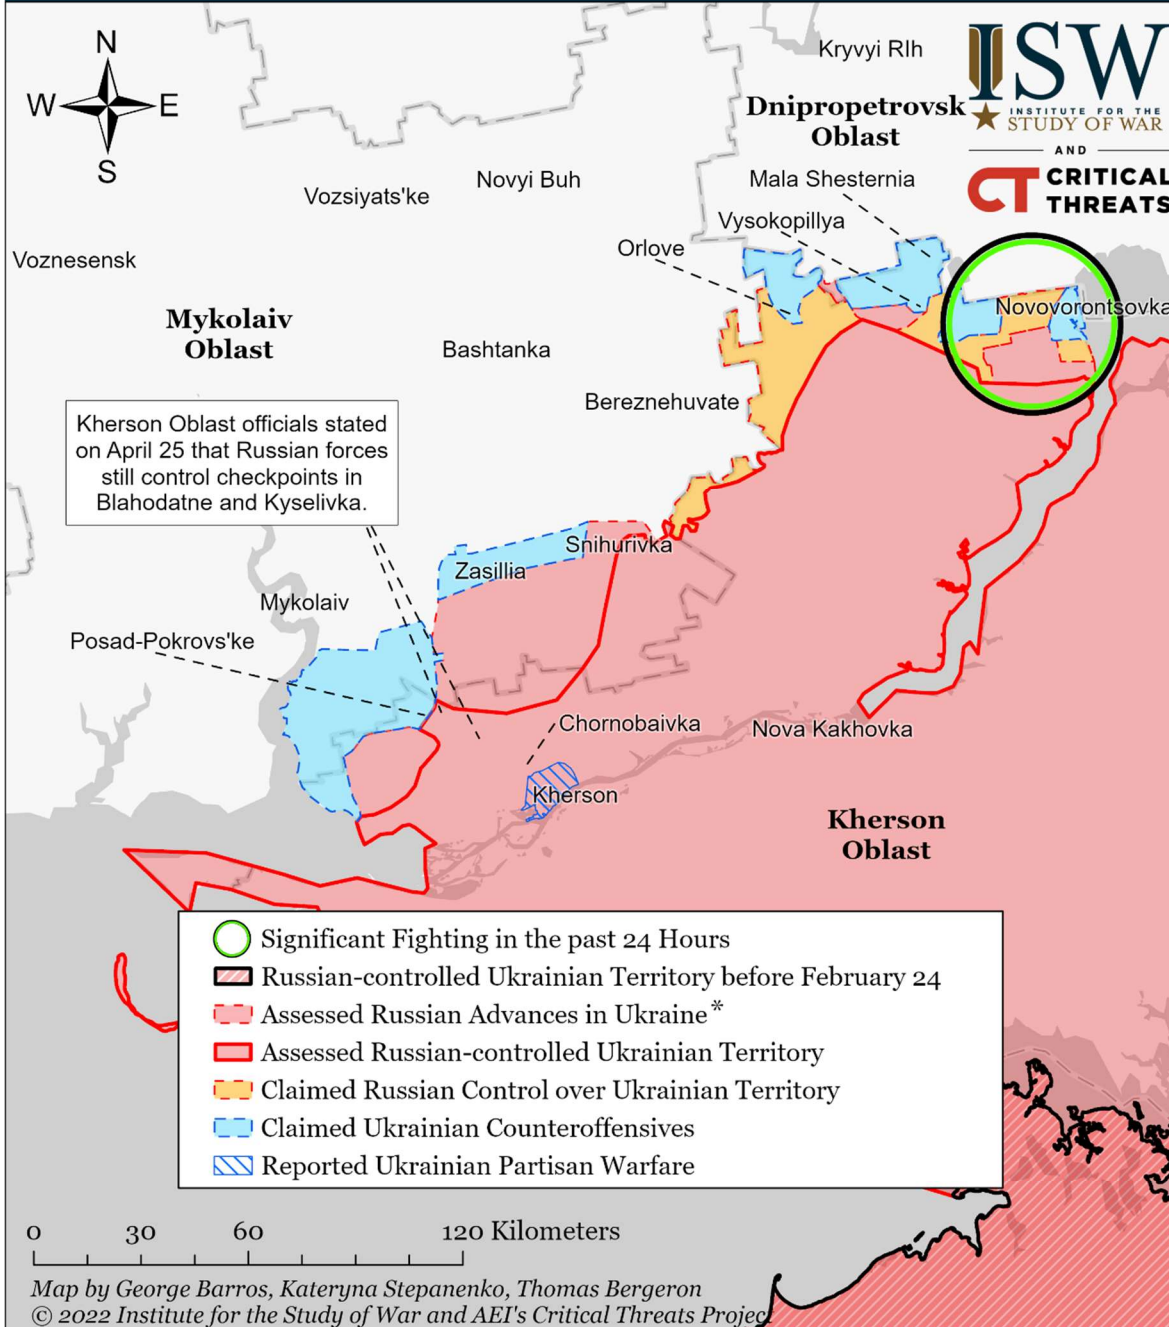 N
W E
S
Kryvyi RIh
ISW
INSTITUTE FOR THE
STUDY OF WAR
AND
CT CRITICAL
THREATS
Dnipropetrovsk
Oblast
Mala Shesternia
Novyi Buh
Vozsiyats'ke
Vysokopillya
Orlove
Voznesensk
Novovorontsovka
Mykolaiv
Oblast
Bashtanka
Bereznehuvate
Kherson Oblast officials stated
on April 25 that Russian forces
still control checkpoints in
Blahodatne and Kyselivka.
Snihurivka
Zasillia
Mykolaiv
Posad-Pokrovs'ke
Chornobaivka
Nova Kakhovka
Kherson
Kherson
Oblast
Significant Fighting in the past 24 Hours
Russian-controlled Ukrainian Territory before February 24
Assessed Russian Advances in Ukraine*
Assessed Russian-controlled Ukrainian Territory
Claimed Russian Control over Ukrainian Territory
Claimed Ukrainian Counteroffensives
Reported Ukrainian Partisan Warfare
0 30 60 120 Kilometers
Map by George Barros, Kateryna Stepanenko, Thomas Bergeron
© 2022 Institute for the Study of War and AEI's Critical Threats Project